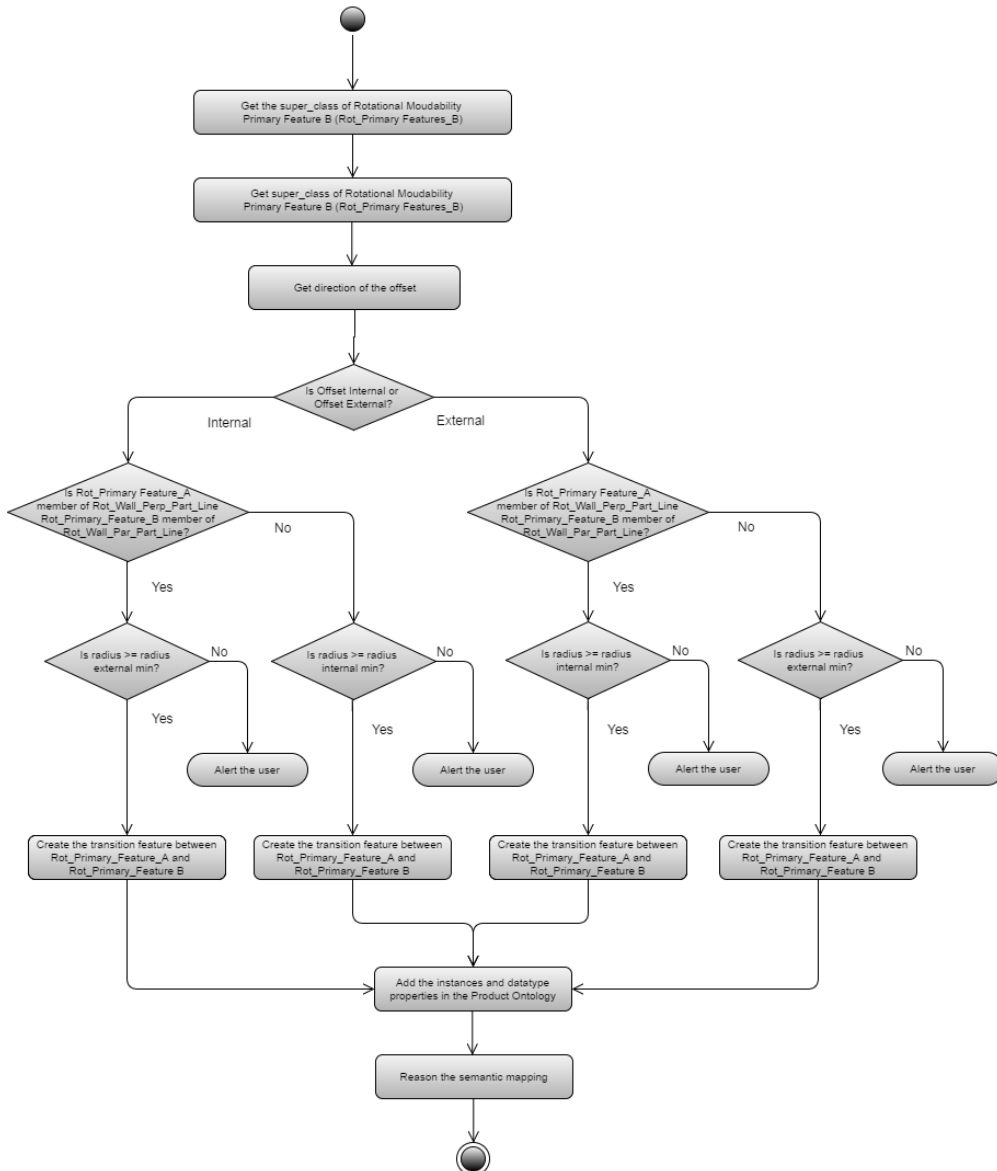 Get the super_class of Rotational Moudability
Primary Feature B (Rot_Primary Features_B)
Get super_class of Rotational Moudability
Primary Feature B (Rot_Primary Features_B)
Get direction of the offset
Is Offset Internal or
Offset External?
Internal
External
Is Rot_Primary Feature_A
member of Rot_Wall_Perp_Part_Line
Rot_Primary_Feature_B member of
Rot_Wall_Par_Part_Line?
No
Is Rot_Primary Feature_A
member of Rot_Wall_Perp_Part_Line
Rot_Primary_Feature_B member of
Rot_Wall_Par_Part_Line?
No
Yes
Yes
Is radius >= radius
external min?
No
Is radius >= radius
internal min?
No
Is radius >= radius
internal min?
No
Is radius >= radius
external min?
No
Yes
Yes
Yes
Yes
Alert the user
Alert the user
Alert the user
Alert the user
Create the transition feature between
Rot_Primary_Feature_A and
Rot_Primary_Feature B
Create the transition feature between
Rot_Primary_Feature_A and
Rot_Primary_Feature B
Create the transition feature between
Rot_Primary_Feature_A and
Rot_Primary_Feature B
Create the transition feature between
Rot_Primary_Feature_A and
Rot_Primary_Feature B
Add the instances and datatype
properties in the Product Ontology
Reason the semantic mapping